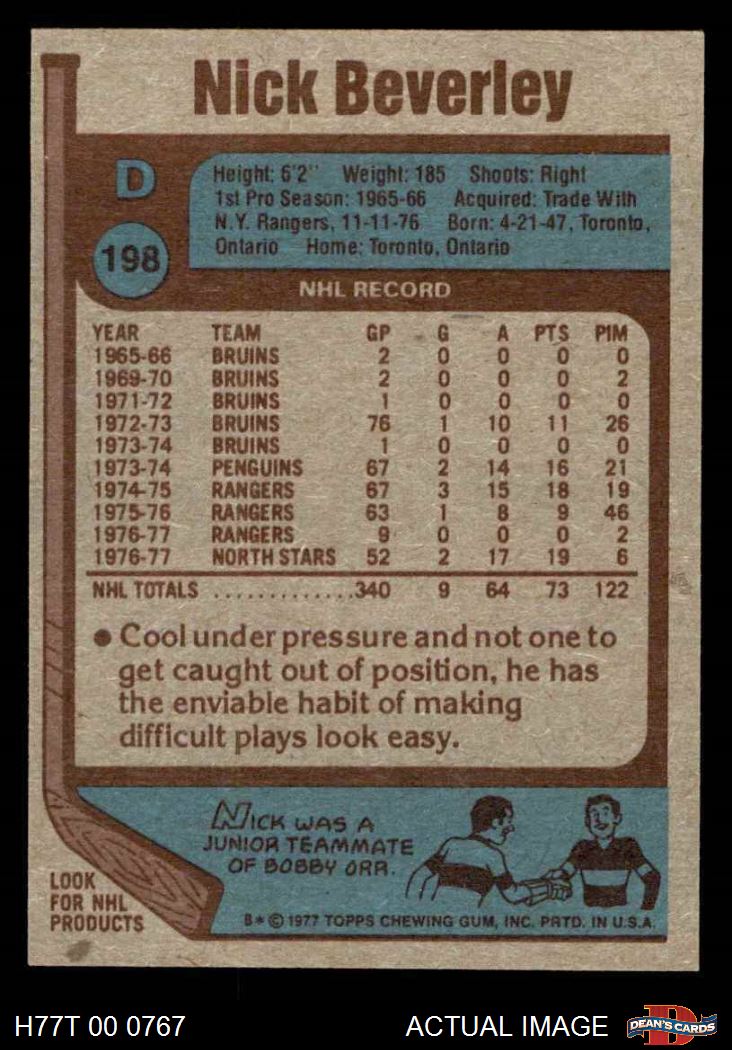 Nick Beverley
D
198
Height: 6'2" Weight: 185 Shoots: Right
1st Pro Season: 1965-66 Acquired: Trade With
N.Y. Rangers, 11-11-76 Born: 4-21-47, Toronto,
Ontario Home: Toronto, Ontario
NHL RECORD
YEAR TEAM GP G A PTS PIM
1965-66 BRUINS 2 0 0 0 0
1969-70 BRUINS 2 0 0 0 2
1971-72 BRUINS 1 0 0 0 0
1972-73 BRUINS 76 1 10 11 26
1973-74 BRUINS 1 0 0 0 0
1973-74 PENGUINS 67 2 14 16 21
1974-75 RANGERS 67 3 15 18 19
1975-76 RANGERS 63 1 8 9 46
1976-77 RANGERS 9 0 0 0 2
1976-77 NORTH STARS 52 2 17 19 6
NHL TOTALS .............340 9 64 73 122
● Cool under pressure and not one to
get caught out of position, he has
the enviable habit of making
difficult plays look easy.
NICK WAS A
JUNIOR TEAMMATE
OF BOBBY ORR.
LOOK
FOR NHL
PRODUCTS
B * © 1977 TOPPS CHEWING GUM, INC. PRTD. IN U.S.A.
H77T 00 0767 ACTUAL IMAGE
D
DEAN'S CARDS